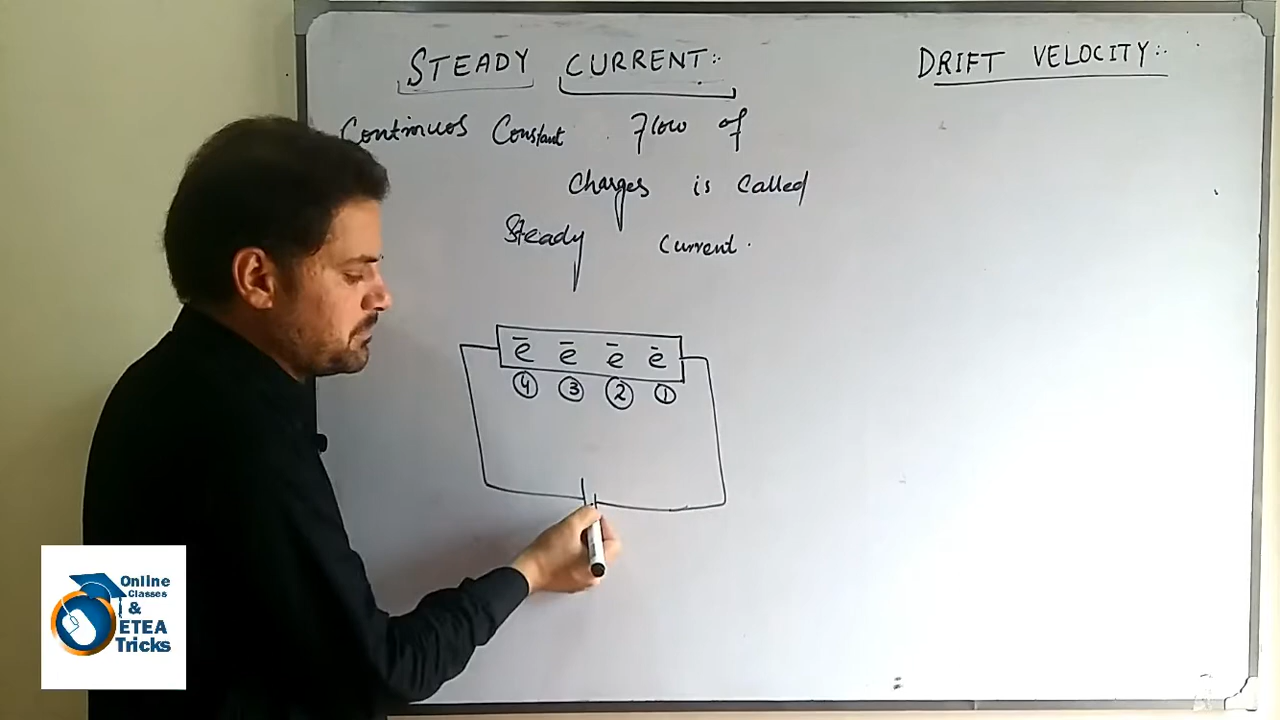 STEADY CURRENT:-
Continuos Constant. Flow of
Charges is Called
Steady Current.
e⁻ e⁻ e⁻ e⁻
④ ③ ② ①
DRIFT VELOCITY:-
Online
Classes
&
ETEA
Tricks